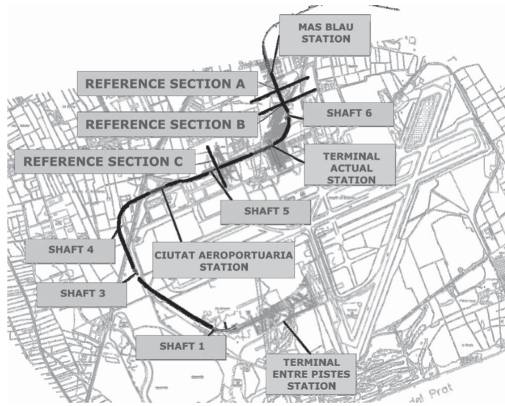 MAS BLAU
STATION
REFERENCE SECTION A
REFERENCE SECTION B
SHAFT 6
REFERENCE SECTION C
TERMINAL
ACTUAL
STATION
SHAFT 5
SHAFT 4
CIUTAT AEROPORTUARIA
STATION
SHAFT 3
SHAFT 1
TERMINAL
ENTRE PISTES
STATION
del Prat